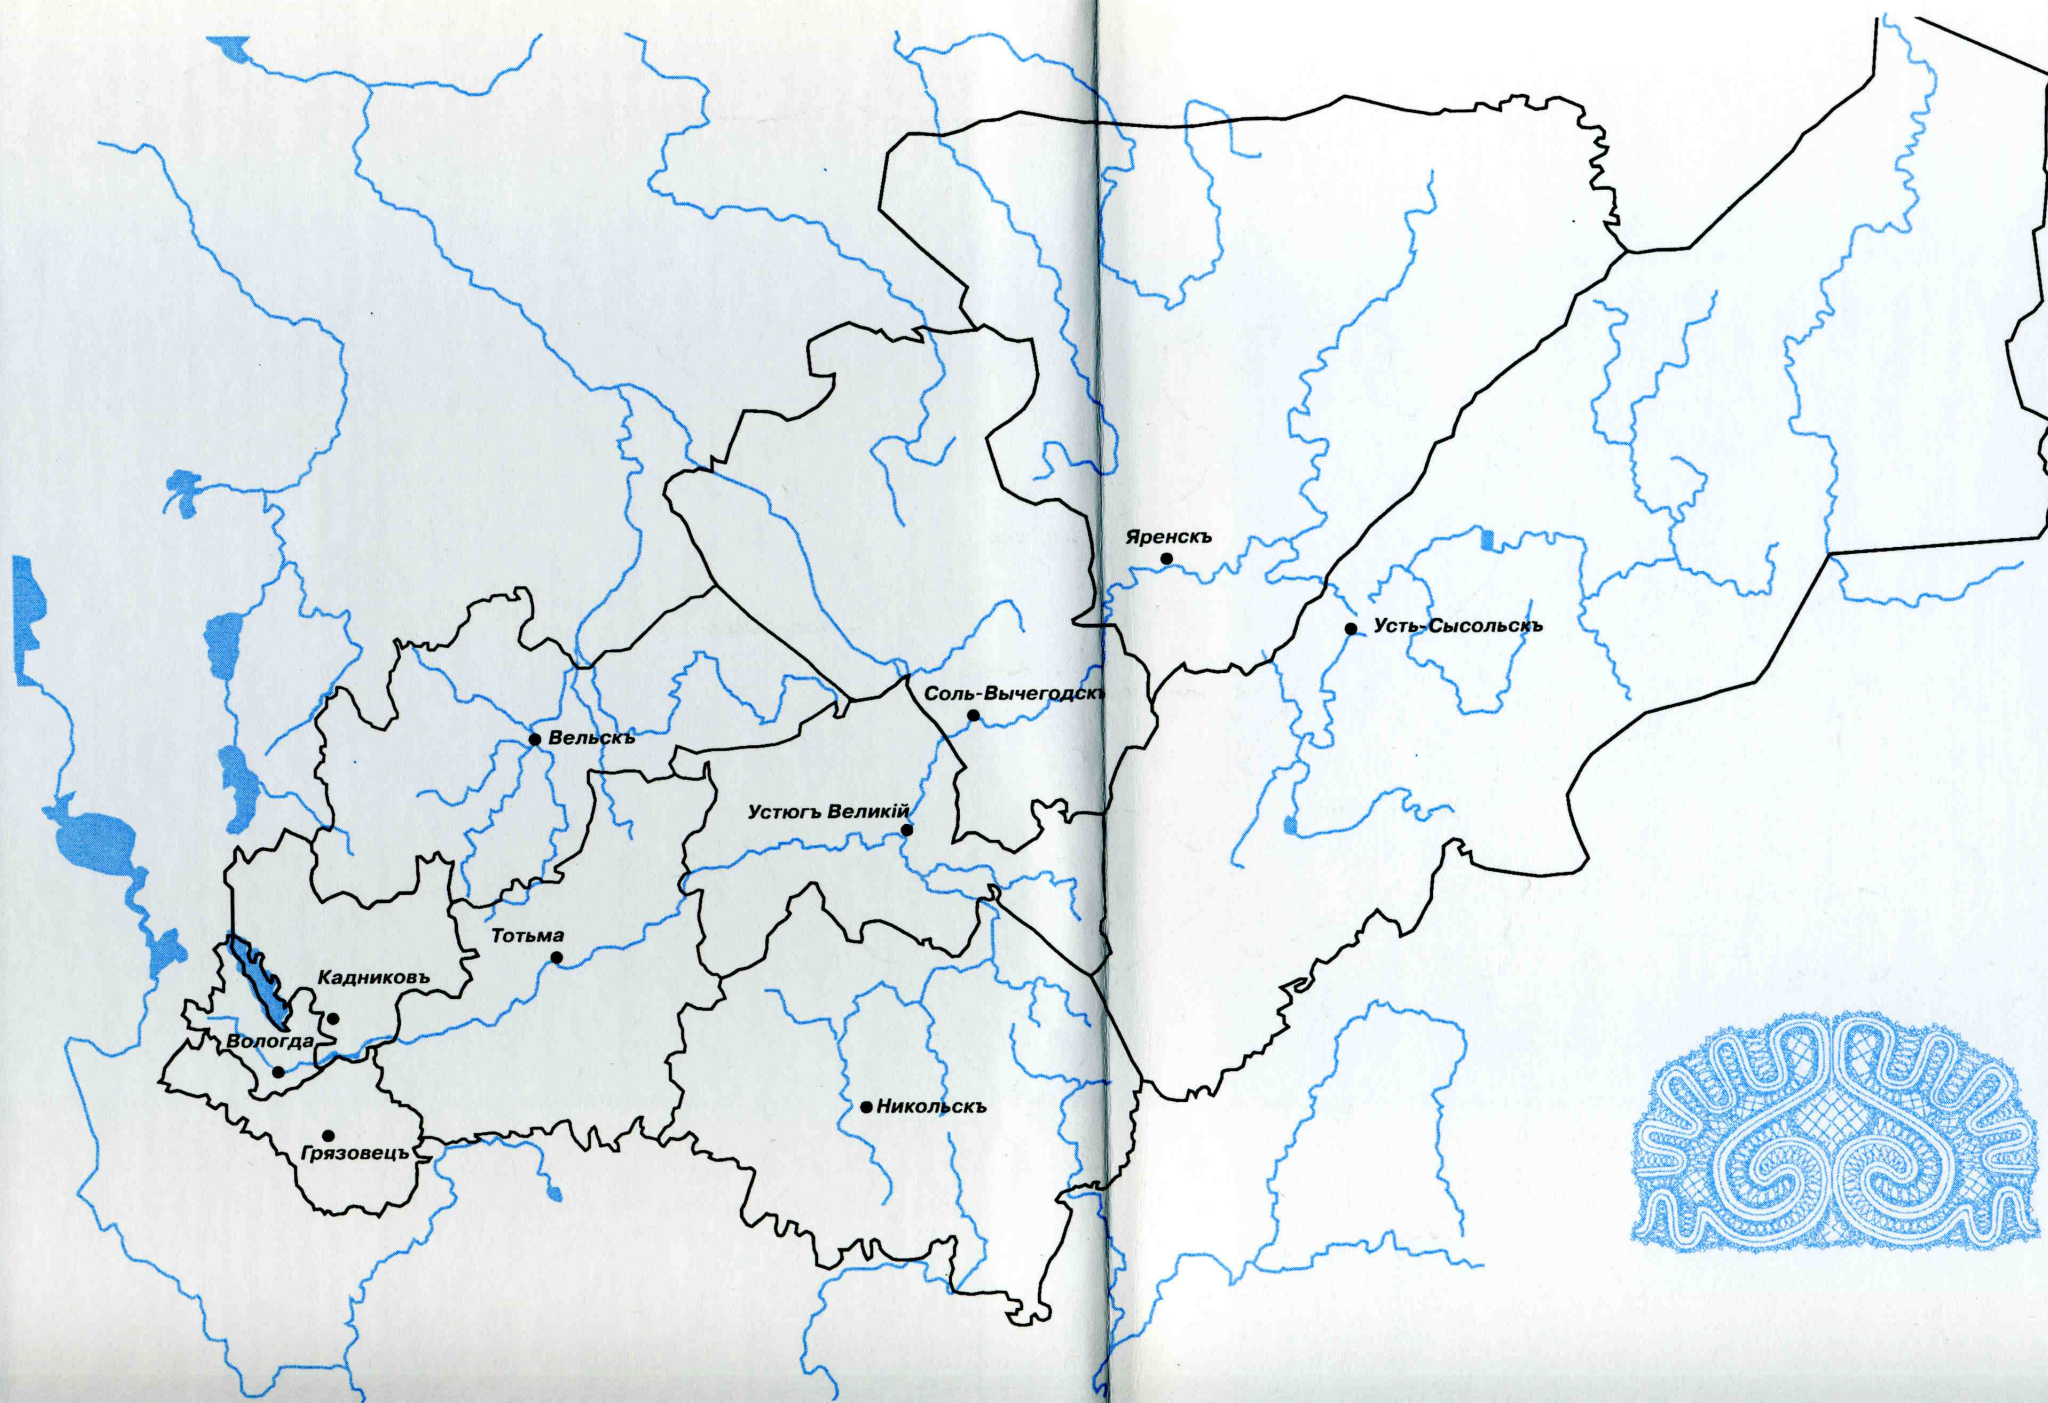 Яренскъ
Усть-Сысольскъ
Соль-Вычегодскъ
Вельскъ
Устюгъ Великій
Тотьма
Кадниковъ
Вологда
Никольскъ
Грязовецъ